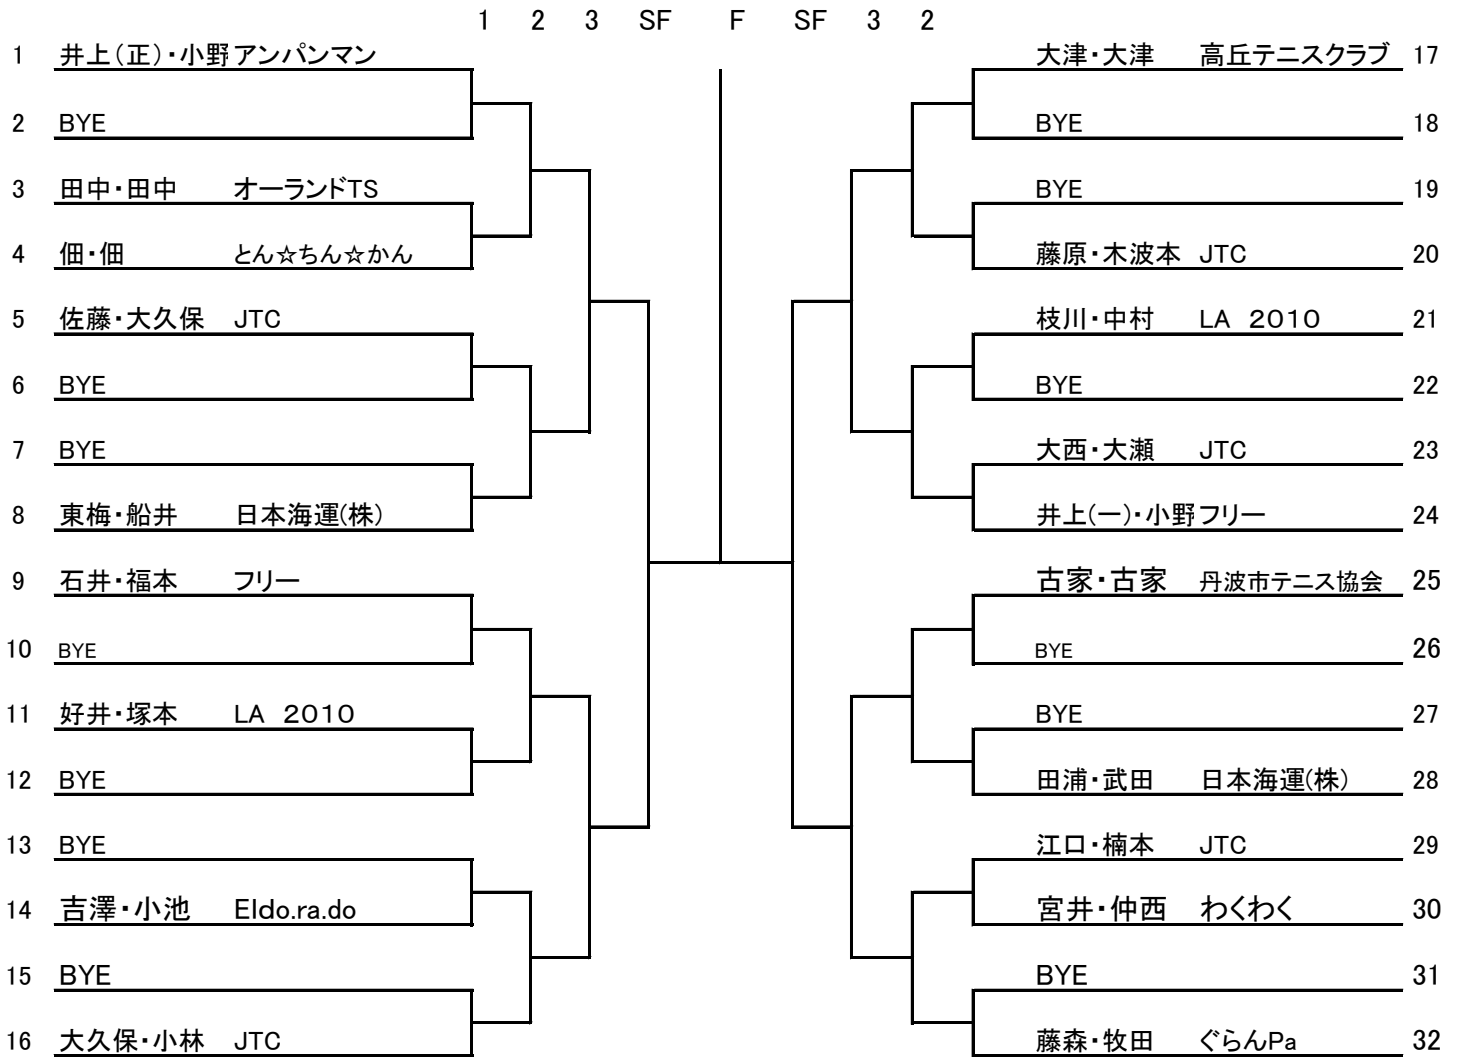 1 2 3 SF F SF 3 2
1 井上(正)・小野 アンパンマン 大津・大津 高丘テニスクラブ 17
2 BYE BYE 18
3 田中・田中 オーランドTS BYE 19
4 佃・佃 とん☆ちん☆かん 藤原・木波本 JTC 20
5 佐藤・大久保 JTC 枝川・中村 LA 2010 21
6 BYE BYE 22
7 BYE 大西・大瀬 JTC 23
8 東梅・船井 日本海運(株) 井上(一)・小野 フリー 24
9 石井・福本 フリー 古家・古家 丹波市テニス協会 25
10 BYE BYE 26
11 好井・塚本 LA 2010 BYE 27
12 BYE 田浦・武田 日本海運(株) 28
13 BYE 江口・楠本 JTC 29
14 吉澤・小池 Eldo.ra.do 宮井・仲西 わくわく 30
15 BYE BYE 31
16 大久保・小林 JTC 藤森・牧田 ぐらんPa 32